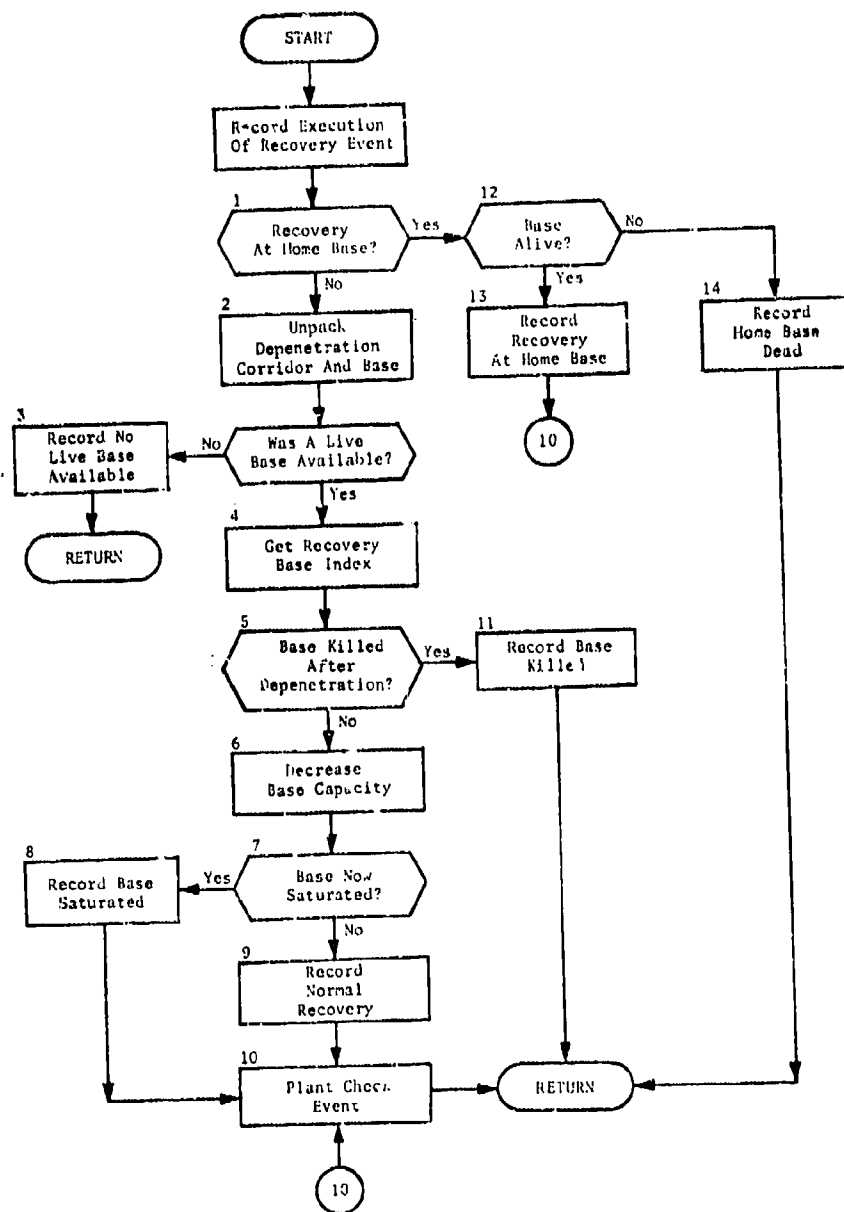 START
Record Execution
Of Recovery Event
1
Recovery
At Home Base?
Yes
12
Base
Alive?
No
No
Yes
2
Unpack
Depenetration
Corridor And Base
13
Record
Recovery
At Home Base
14
Record
Home Base
Dead
3
Record No
Live Base
Available
No
Was A Live
Base Available?
10
Yes
RETURN
4
Get Recovery
Base Index
5
Base Killed
After
Depenetration?
Yes
11
Record Base
Killed
No
6
Decrease
Base Capacity
8
Record Base
Saturated
Yes
7
Base Now
Saturated?
No
9
Record
Normal
Recovery
10
Plant Check
Event
RETURN
10